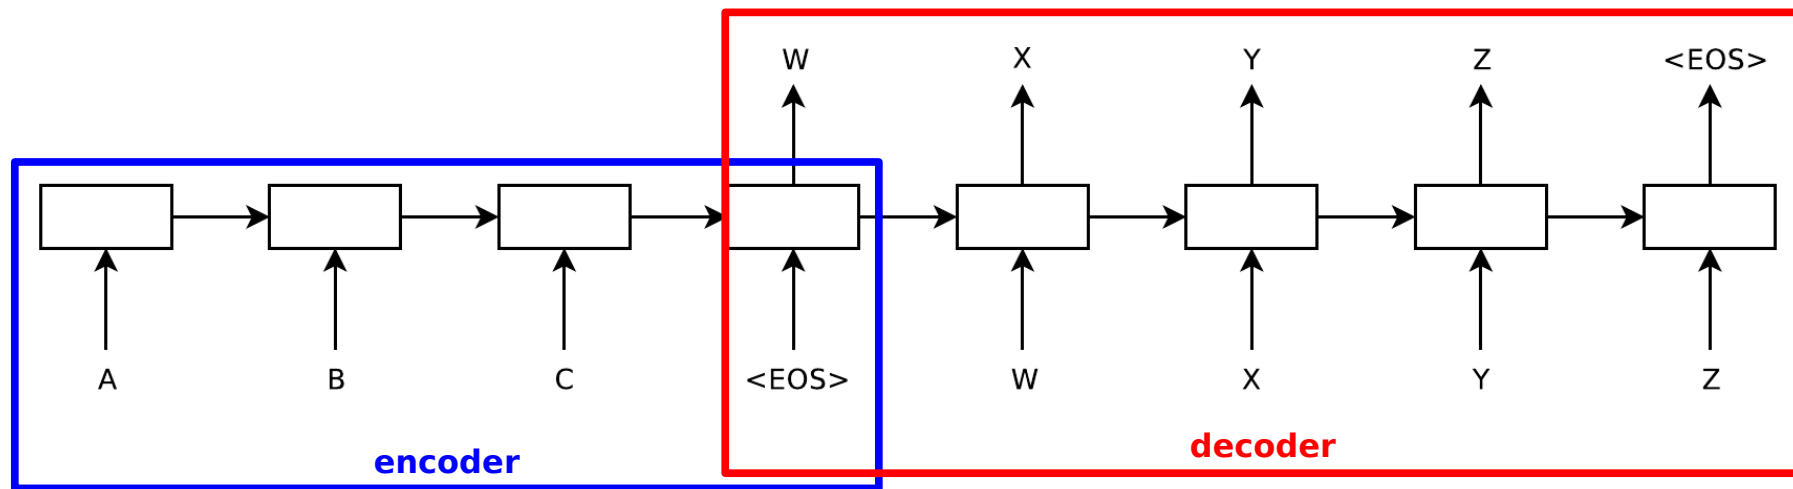 W X Y Z <EOS>
A B C <EOS> W X Y Z
decoder
encoder